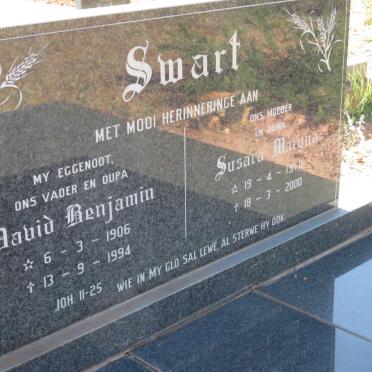 Swart
MET MOOI HERINNERINGE AAN
MY EGGENOOT,
ONS VADER EN OUPA
David Benjamin
☆ 6 - 3 - 1906
† 13 - 9 - 1994
ONS MOEDER
EN OUMA
Susara
☆ 19 - 4 -
† 18 - 3 - 2000
JOH. 11-25 WIE IN MY GLO SAL LEWE AL STERWE HY OOK